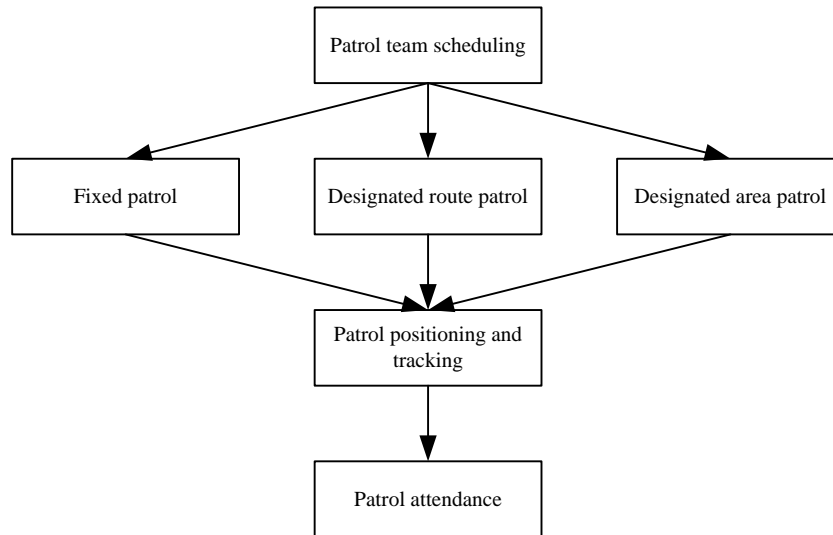 Patrol team scheduling
Fixed patrol
Designated route patrol
Designated area patrol
Patrol positioning and
tracking
Patrol attendance